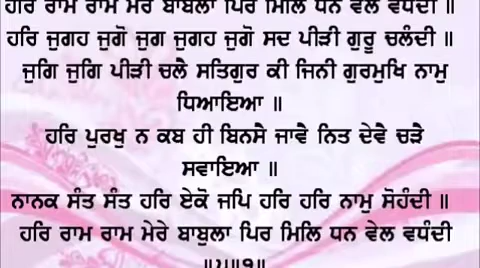 ਹਰਿ ਰਾਮ ਰਾਮ ਮੇਰੇ ਬਾਬੁਲਾ ਪਿਰ ਮਿਲਿ ਧਨ ਵੇਲ ਵਧੰਦੀ ॥
ਹਰਿ ਜੁਗਹ ਜੁਗੋ ਜੁਗ ਜੁਗਹ ਜੁਗੋ ਸਦ ਪੀੜੀ ਗੁਰੂ ਚਲੰਦੀ ॥
ਜੁਗਿ ਜੁਗਿ ਪੀੜੀ ਚਲੈ ਸਤਿਗੁਰ ਕੀ ਜਿਨੀ ਗੁਰਮੁਖਿ ਨਾਮੁ
ਧਿਆਇਆ ॥
ਹਰਿ ਪੁਰਖੁ ਨ ਕਬ ਹੀ ਬਿਨਸੈ ਜਾਵੈ ਨਿਤ ਦੇਵੈ ਚੜੈ
ਸਵਾਇਆ ॥
ਨਾਨਕ ਸੰਤ ਸੰਤ ਹਰਿ ਏਕੋ ਜਪਿ ਹਰਿ ਹਰਿ ਨਾਮੁ ਸੋਹੰਦੀ ॥
ਹਰਿ ਰਾਮ ਰਾਮ ਮੇਰੇ ਬਾਬੁਲਾ ਪਿਰ ਮਿਲਿ ਧਨ ਵੇਲ ਵਧੰਦੀ
॥੫॥੧॥